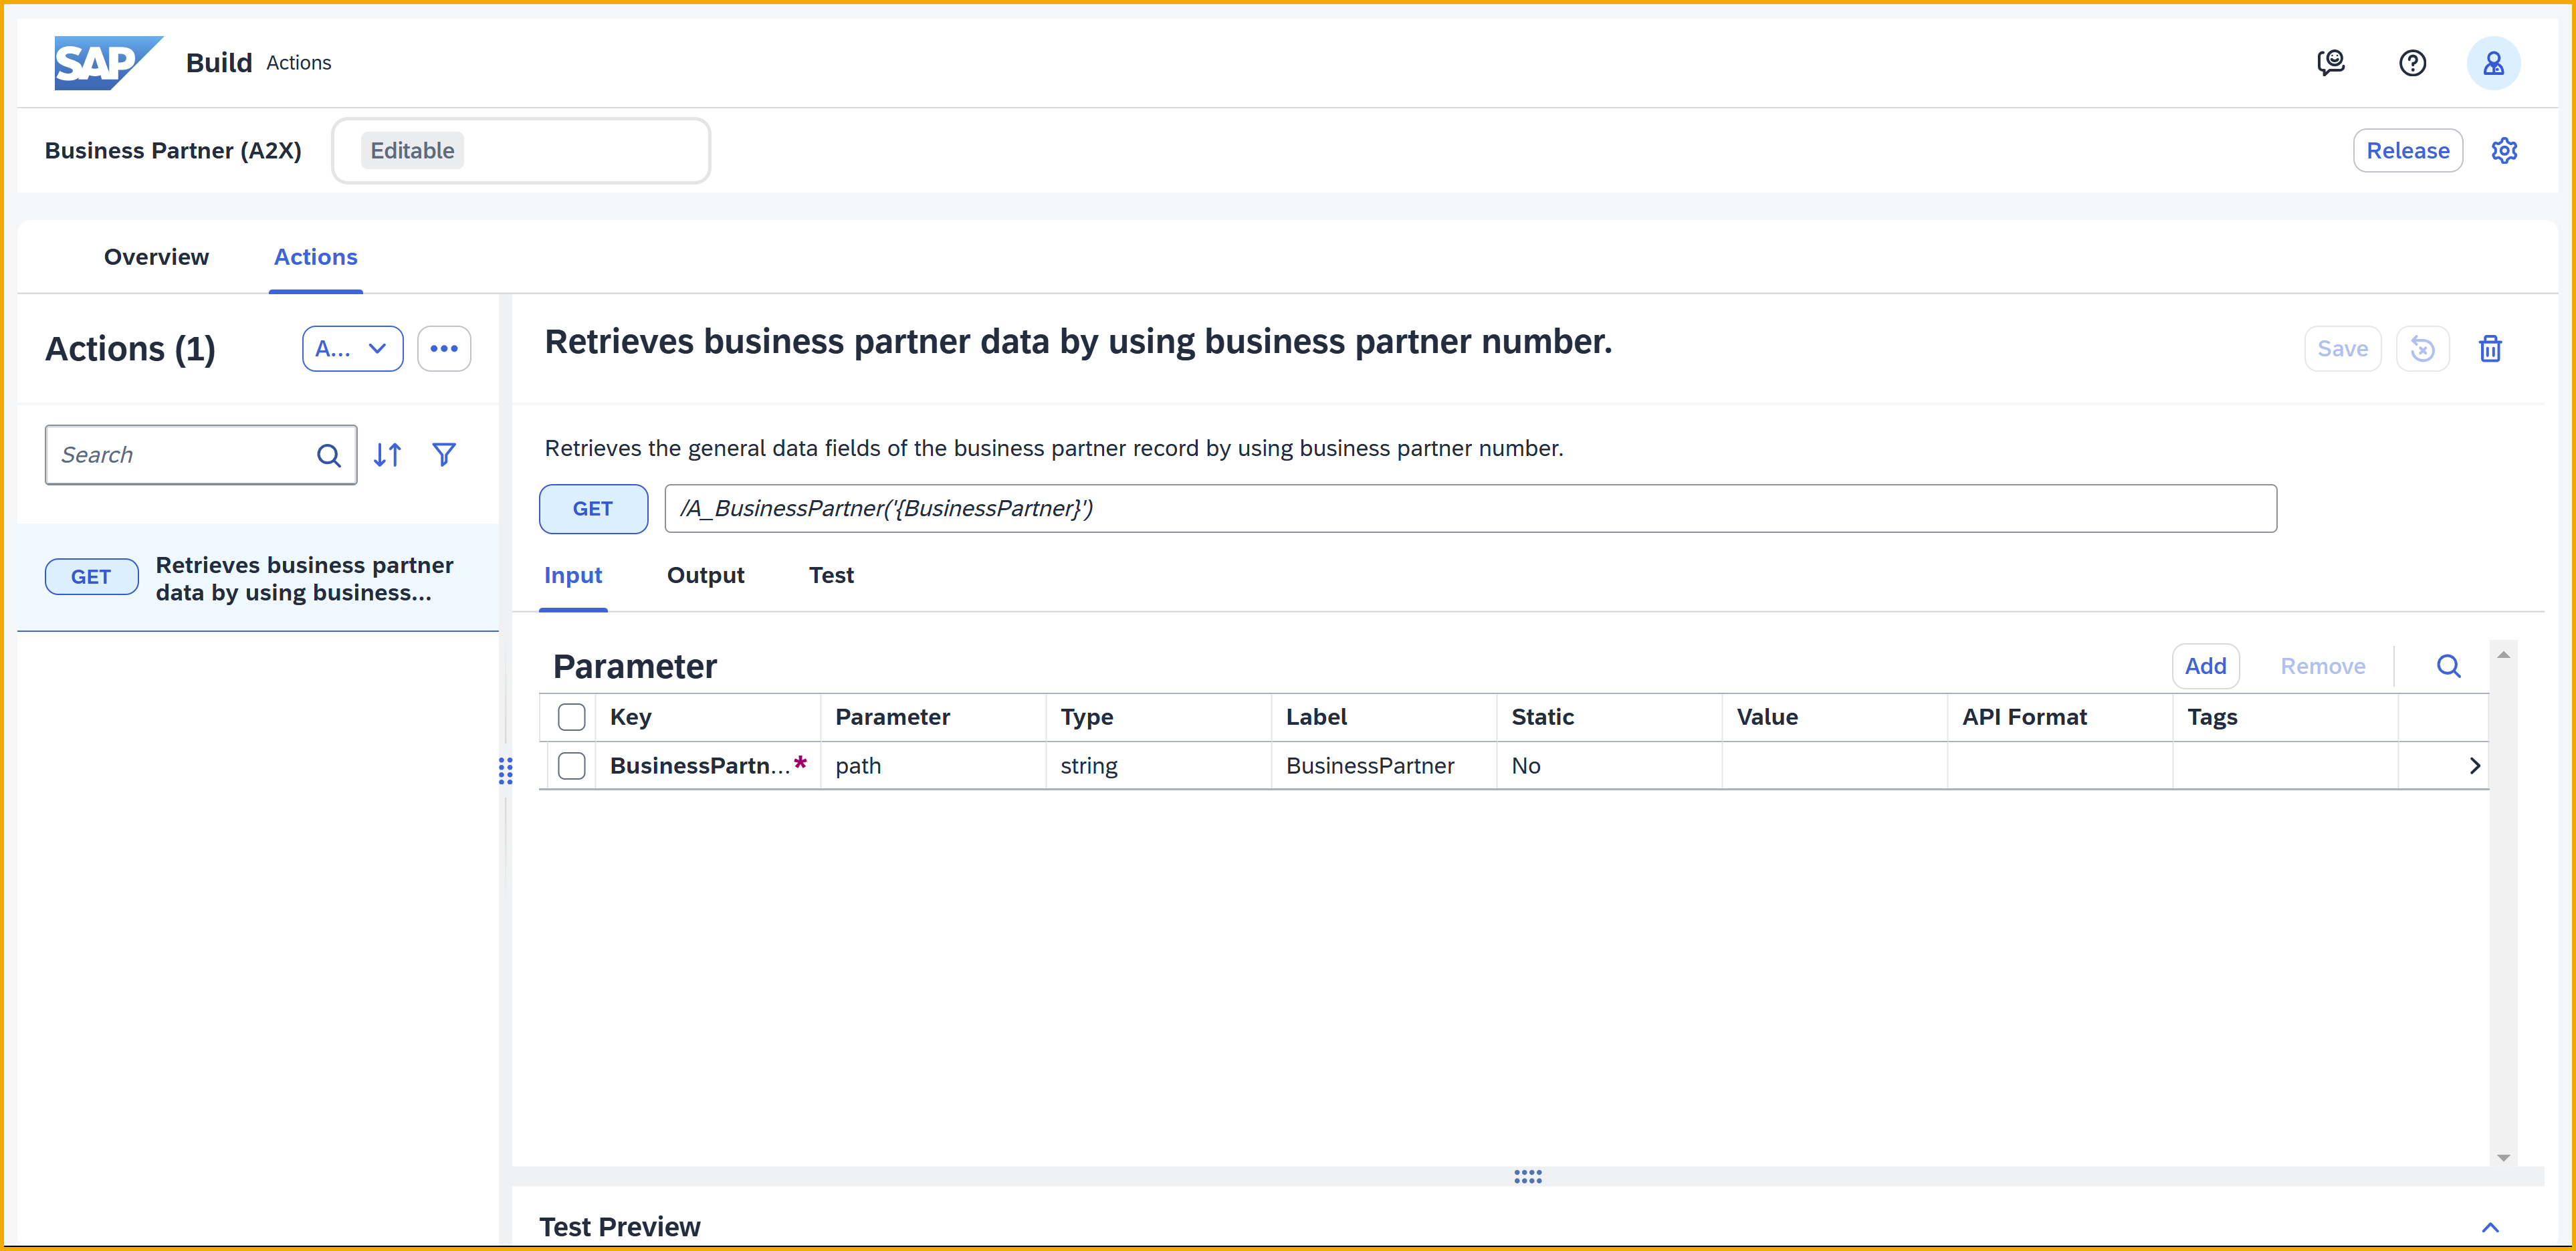 SAP Build Actions
Business Partner (A2X) Editable Release
Overview Actions
Actions (1) A...
Search
GET Retrieves business partner
data by using business...
Retrieves business partner data by using business partner number. Save
Retrieves the general data fields of the business partner record by using business partner number.
GET /A_BusinessPartner('{BusinessPartner}')
Input Output Test
Parameter Add Remove
Key Parameter Type Label Static Value API Format Tags
BusinessPartn...* path string BusinessPartner No
Test Preview